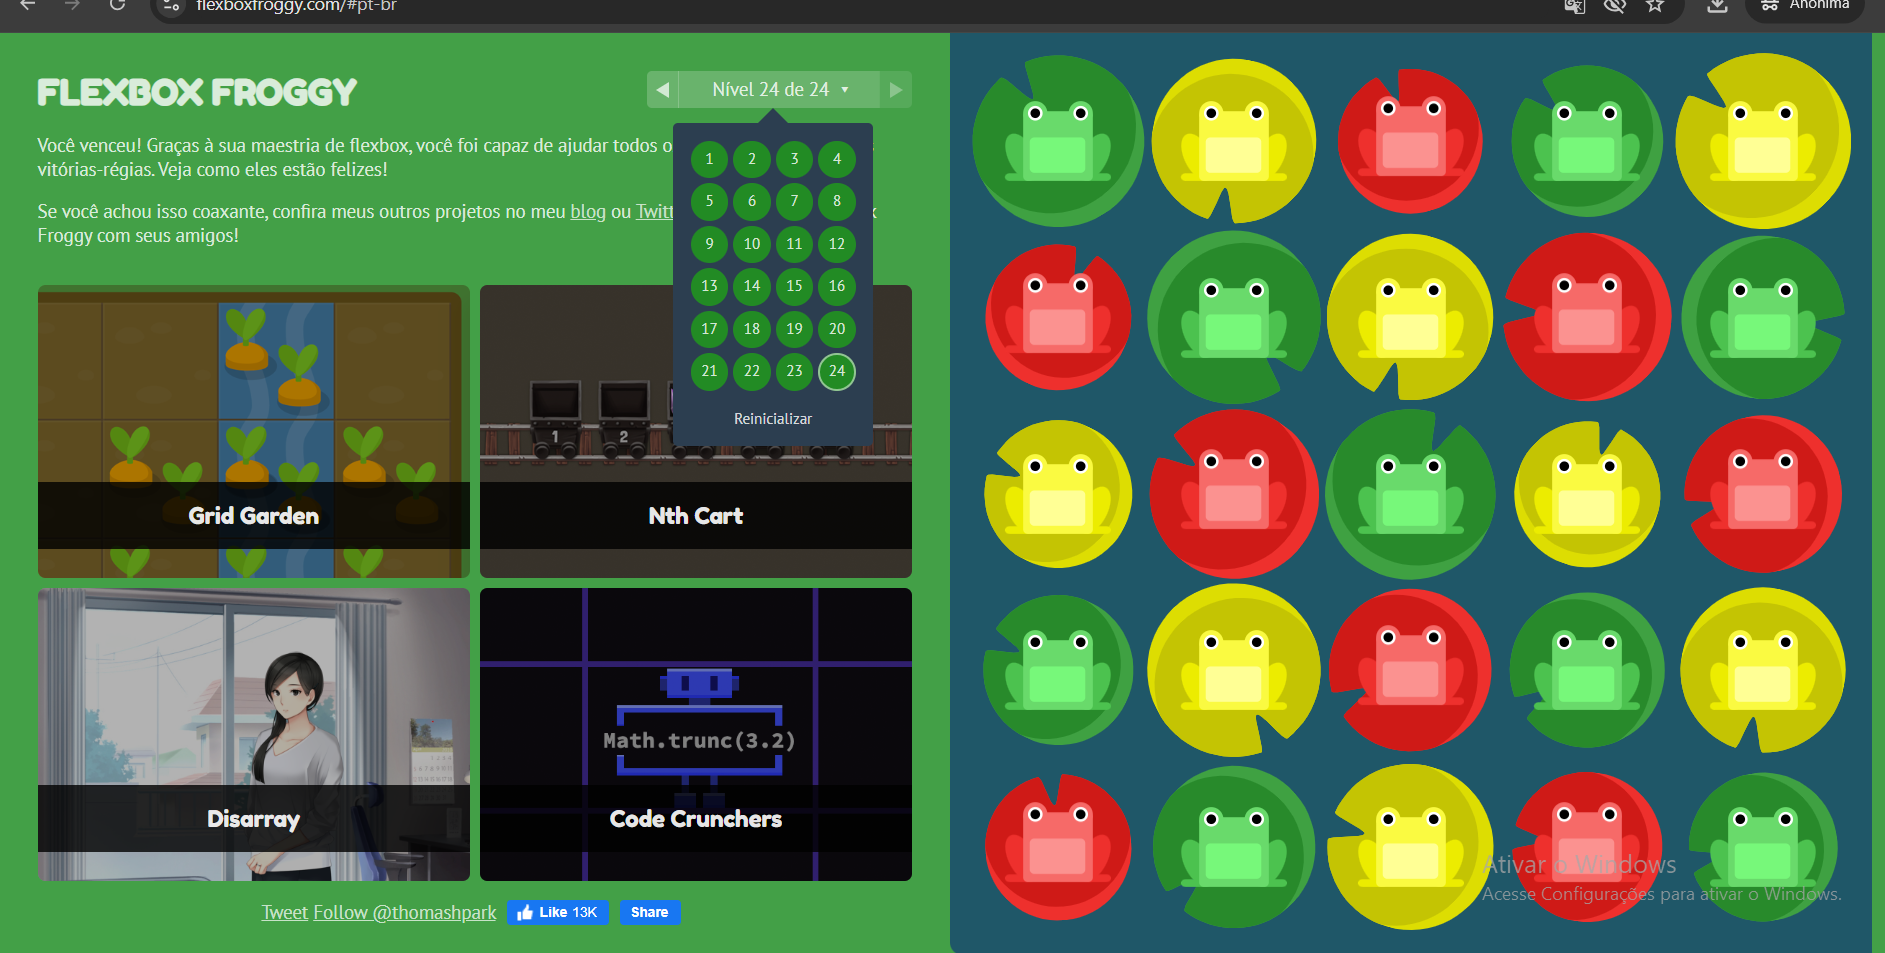 flexboxfroggy.com/#pt-br
Anônima
FLEXBOX FROGGY
Nível 24 de 24
Você venceu! Graças à sua maestria de flexbox, você foi capaz de ajudar todos o
vitórias-régias. Veja como eles estão felizes!
Se você achou isso coaxante, confira meus outros projetos no meu blog ou Twitt
Froggy com seus amigos!
1 2 3 4
5 6 7 8
9 10 11 12
13 14 15 16
17 18 19 20
21 22 23 24
Reinicializar
1 2
Grid Garden
Nth Cart
Math.trunc(3.2)
Disarray
Code Crunchers
Tweet Follow @thomashpark Like 13K Share
Ativar o Windows
Acesse Configurações para ativar o Windows.